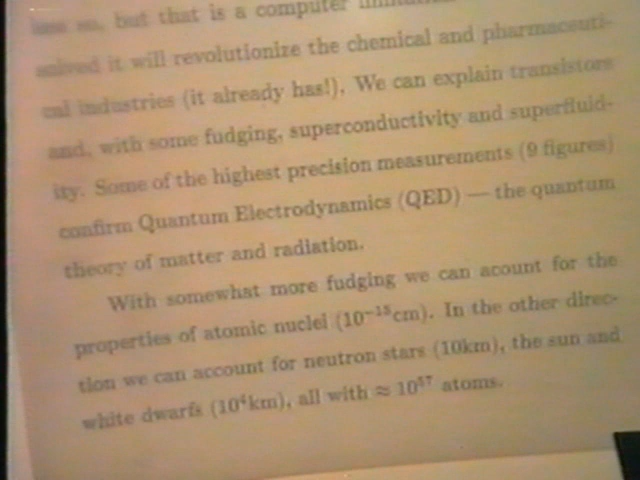 less so, but that is a computer
solved it will revolutionize the chemical and pharmaceuti-
cal industries (it already has!). We can explain transistors
and, with some fudging, superconductivity and superfluid-
ity. Some of the highest precision measurements (9 figures)
confirm Quantum Electrodynamics (QED) — the quantum
theory of matter and radiation.
With somewhat more fudging we can acount for the
properties of atomic nuclei (10⁻¹³cm). In the other direc-
tion we can account for neutron stars (10km), the sun and
white dwarfs (10⁴km), all with ≈ 10⁵⁷ atoms.